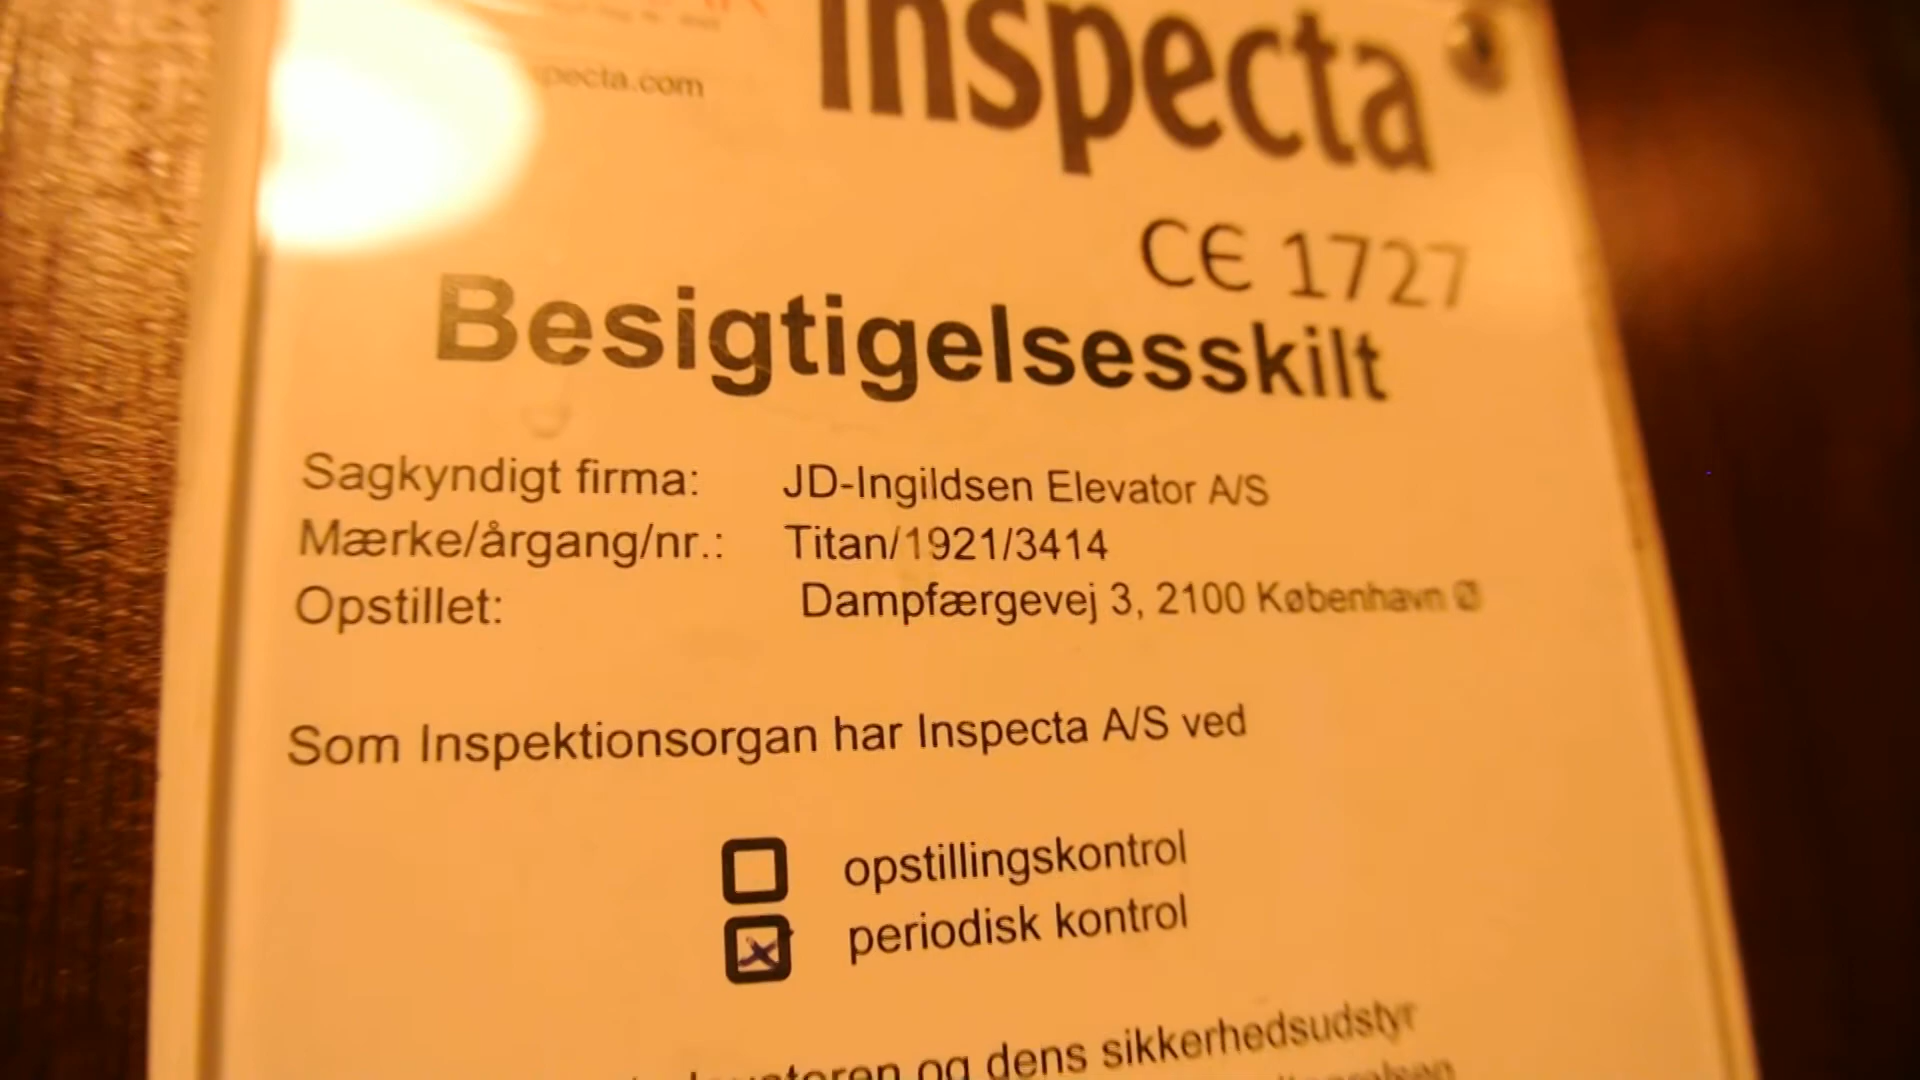 pecta.com
Inspecta
CE 1727
Besigtigelsesskilt
Sagkyndigt firma: JD-Ingildsen Elevator A/S
Mærke/årgang/nr.: Titan/1921/3414
Opstillet: Dampfærgevej 3, 2100 København Ø
Som Inspektionsorgan har Inspecta A/S ved
opstillingskontrol
periodisk kontrol
og dens sikkerhedsudstyr